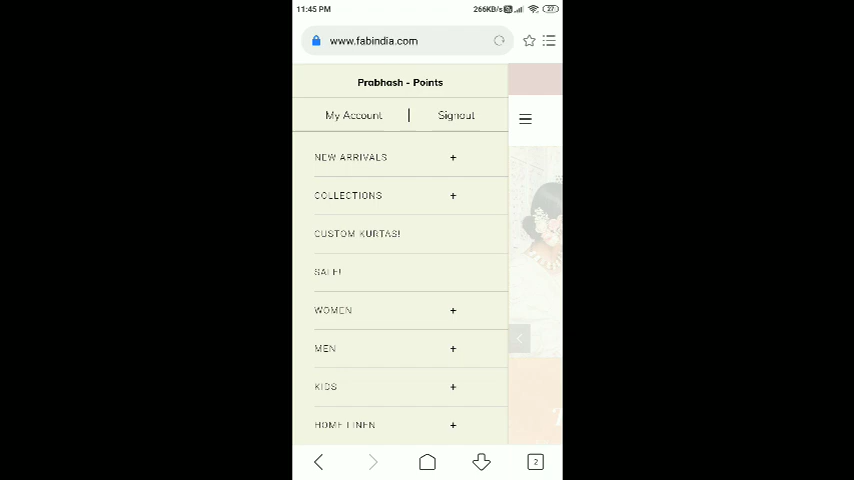 11:45 PM 266KB/s 27
www.fabindia.com
Prabhash - Points
My Account | Signout
NEW ARRIVALS +
COLLECTIONS +
CUSTOM KURTAS!
SALE!
WOMEN +
MEN +
KIDS +
HOME LINEN +
2